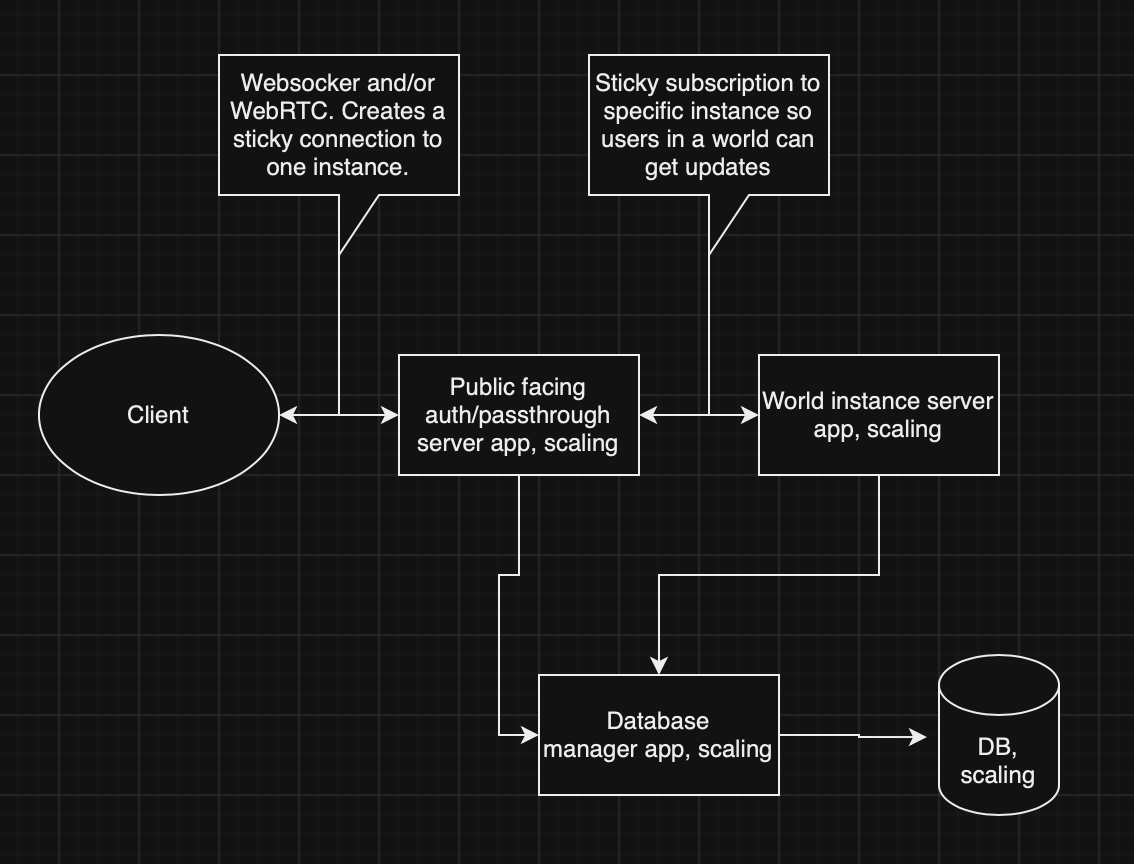 Websocker and/or
WebRTC. Creates a
sticky connection to
one instance.
Sticky subscription to
specific instance so
users in a world can
get updates
Client
Public facing
auth/passthrough
server app, scaling
World instance server
app, scaling
Database
manager app, scaling
DB,
scaling